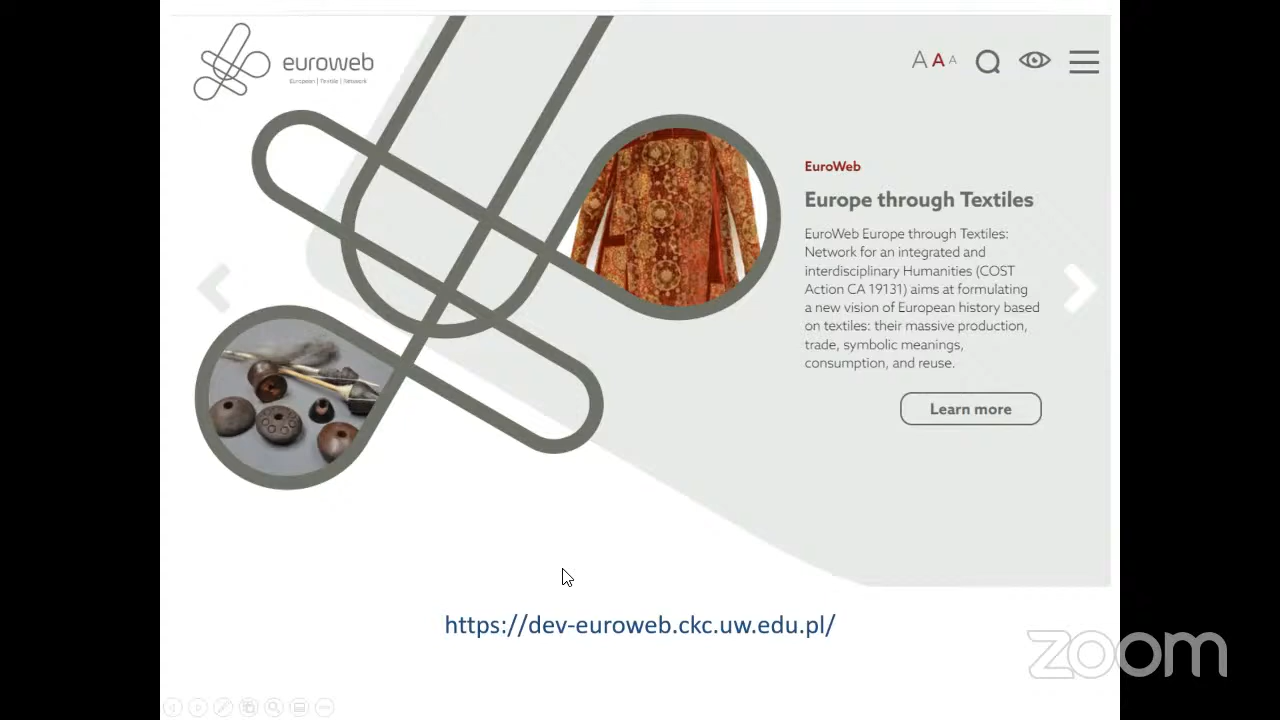 euroweb
European | Textile | Network
A A A
EuroWeb
Europe through Textiles
EuroWeb Europe through Textiles:
Network for an integrated and
interdisciplinary Humanities (COST
Action CA 19131) aims at formulating
a new vision of European history based
on textiles: their massive production,
trade, symbolic meanings,
consumption, and reuse.
Learn more
https://dev-euroweb.ckc.uw.edu.pl/
zoom